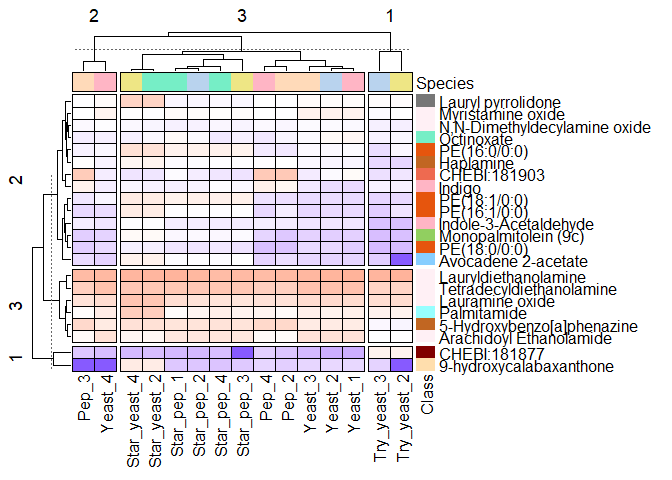 2 3 1
Species
2
3
1
Lauryl pyrrolidone
Myristamine oxide
N,N-Dimethyldecylamine oxide
Octinoxate
PE(16:0/0:0)
Haplamine
CHEBI:181903
Indigo
PE(18:1/0:0)
PE(16:1/0:0)
Indole-3-Acetaldehyde
Monopalmitolein (9c)
PE(18:0/0:0)
Avocadene 2-acetate
Lauryldiethanolamine
Tetradecyldiethanolamine
Lauramine oxide
Palmitamide
5-Hydroxybenzo[a]phenazine
Arachidoyl Ethanolamide
CHEBI:181877
9-hydroxycalabaxanthone
Pep_3
Yeast_4
Star_yeast_4
Star_yeast_2
Star_pep_1
Star_pep_2
Star_pep_4
Star_pep_3
Pep_4
Pep_2
Yeast_3
Yeast_2
Yeast_1
Try_yeast_3
Try_yeast_2
Class